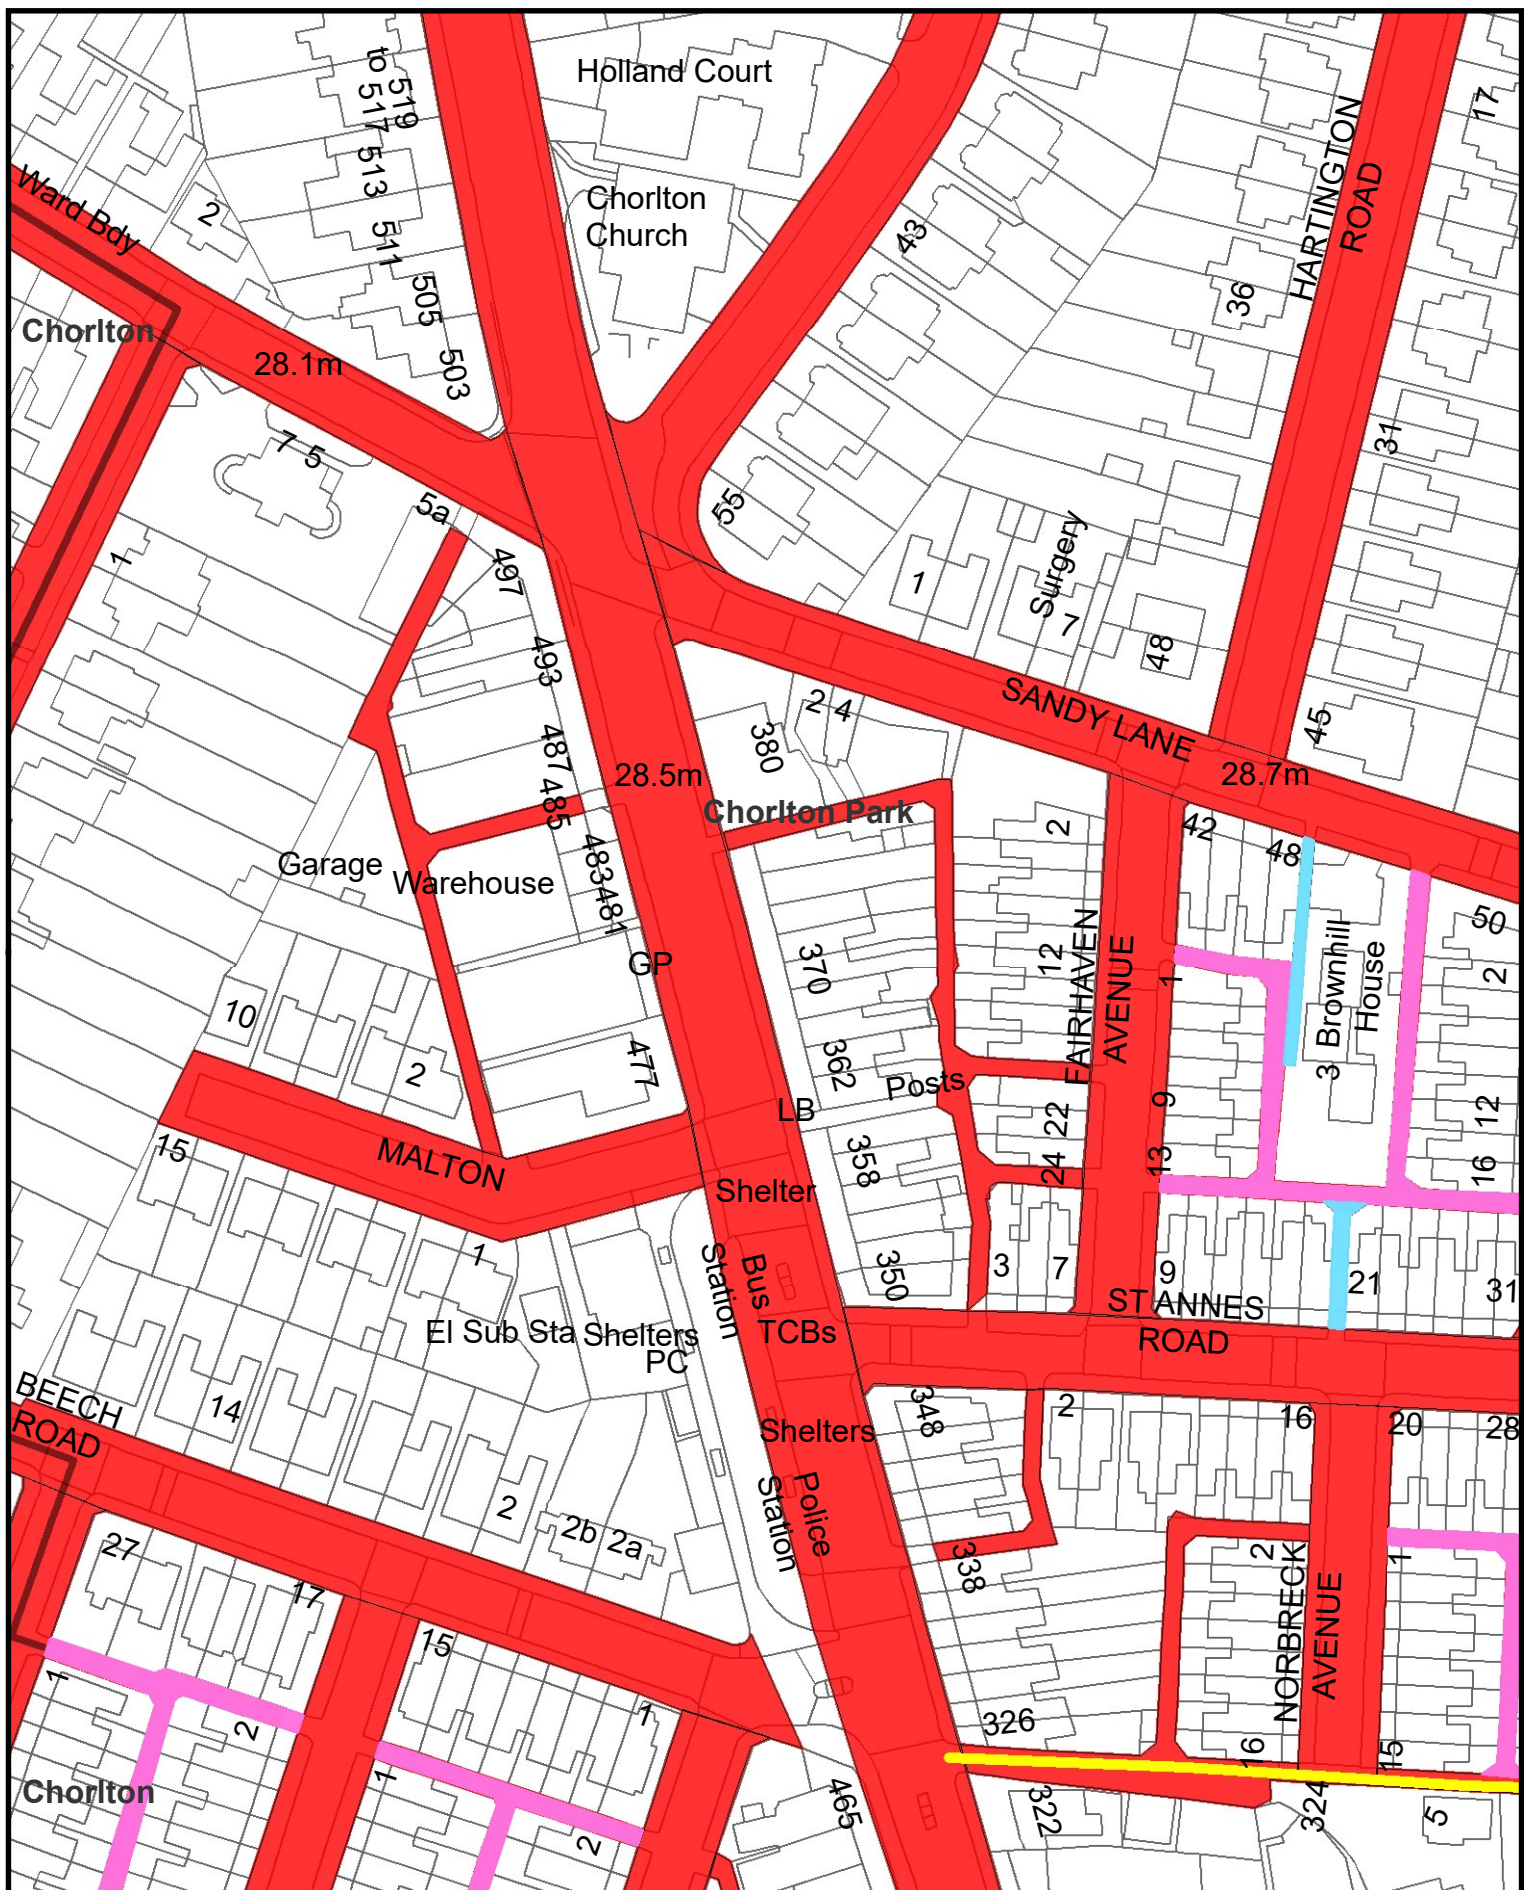 Holland Court
to 519
517
513
511
505
503
Chorlton
Church
Ward Bdy
2
Chorlton
28.1m
43
HARTINGTON
ROAD
17
36
31
7 5
5a
1
497
55
1
Surgery
7
48
45
493
487
485
28.5m
380
2 4
SANDY LANE
28.7m
Chorlton Park
Garage
Warehouse
483
481
GP
2
42
48
50
370
12
FAIRHAVEN
AVENUE
1
3 Brownhill
House
2
10
2
477
362
Posts
LB
22
9
12
15
MALTON
358
24
13
16
Shelter
1
Bus
Station
350
3
7
9
21
31
ST ANNES
ROAD
El Sub Sta
Shelters
PC
TCBs
BEECH
ROAD
14
348
2
16
20
28
Shelters
Police
Station
2
2b 2a
27
17
338
2
NORBRECK
AVENUE
1
15
1
2
1
326
16
15
Chorlton
1
2
465
322
324
5